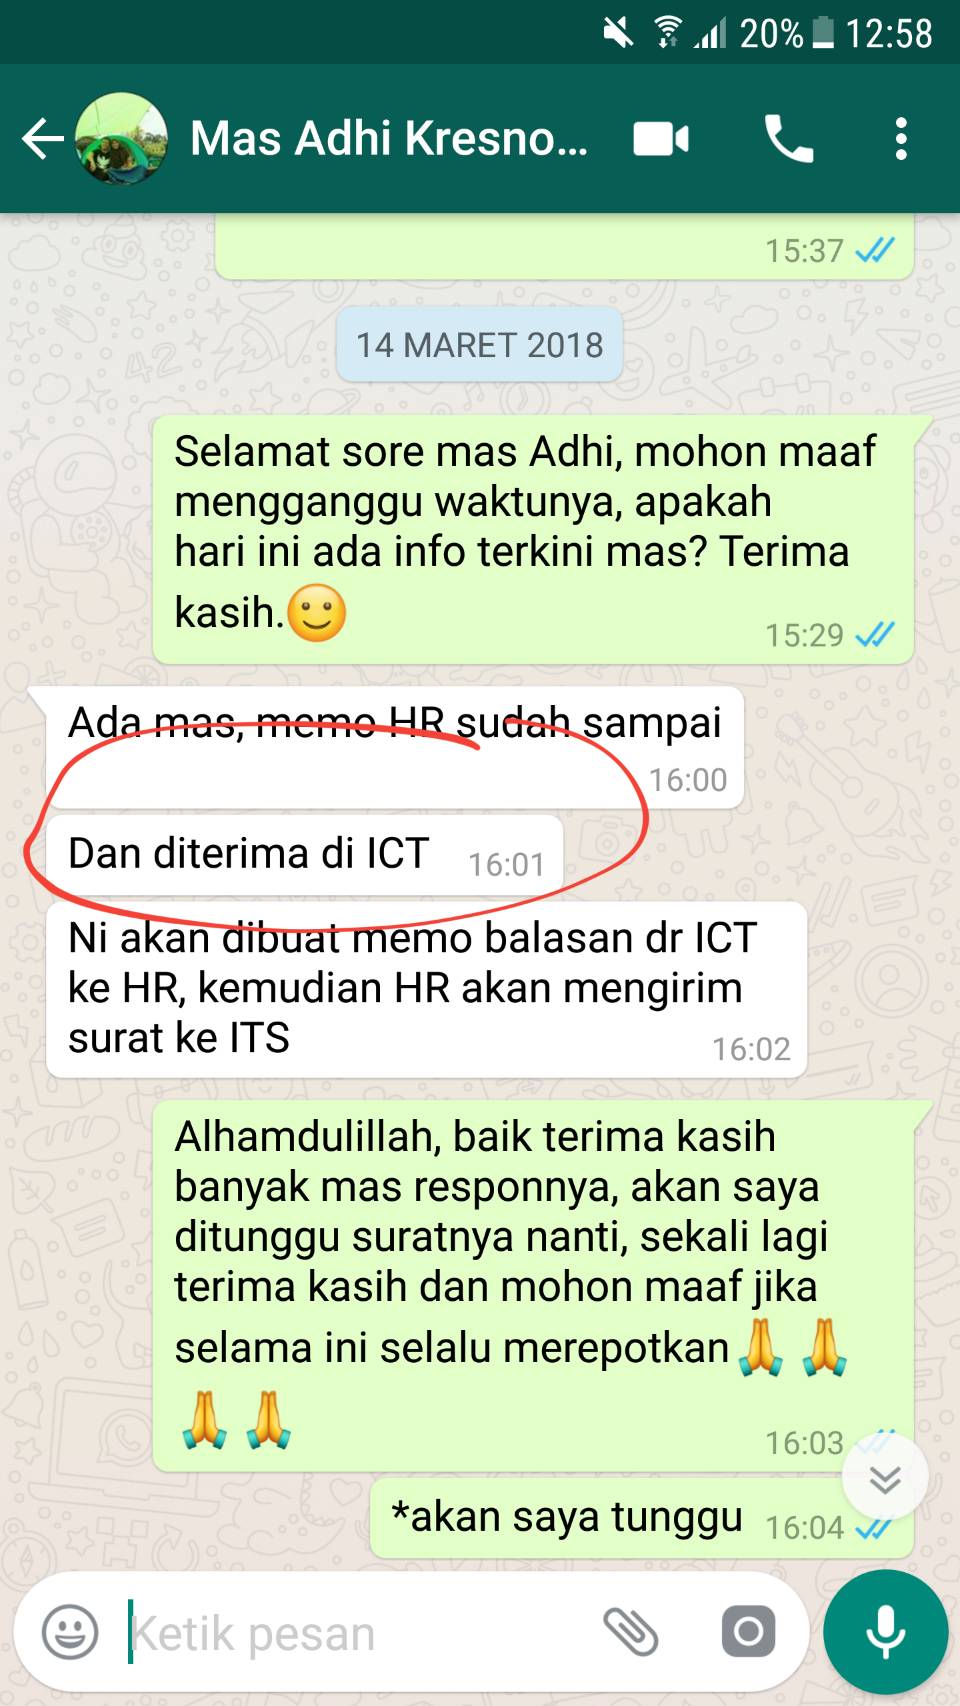 20% 12:58
Mas Adhi Kresno...
15:37
14 MARET 2018
Selamat sore mas Adhi, mohon maaf
mengganggu waktunya, apakah
hari ini ada info terkini mas? Terima
kasih.🙂
15:29
Ada mas, memo HR sudah sampai
16:00
Dan diterima di ICT 16:01
Ni akan dibuat memo balasan dr ICT
ke HR, kemudian HR akan mengirim
surat ke ITS
16:02
Alhamdulillah, baik terima kasih
banyak mas responnya, akan saya
ditunggu suratnya nanti, sekali lagi
terima kasih dan mohon maaf jika
selama ini selalu merepotkan🙏🙏
🙏🙏
16:03
*akan saya tunggu 16:04
Ketik pesan